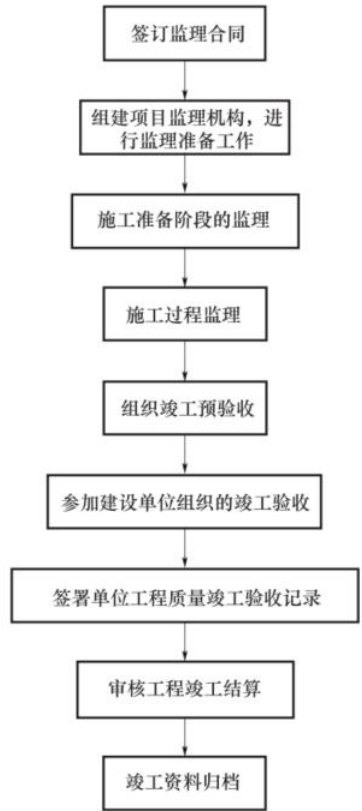 签订监理合同
组建项目监理机构，进
行监理准备工作
施工准备阶段的监理
施工过程监理
组织竣工预验收
参加建设单位组织的竣工验收
签署单位工程质量竣工验收记录
审核工程竣工结算
竣工资料归档